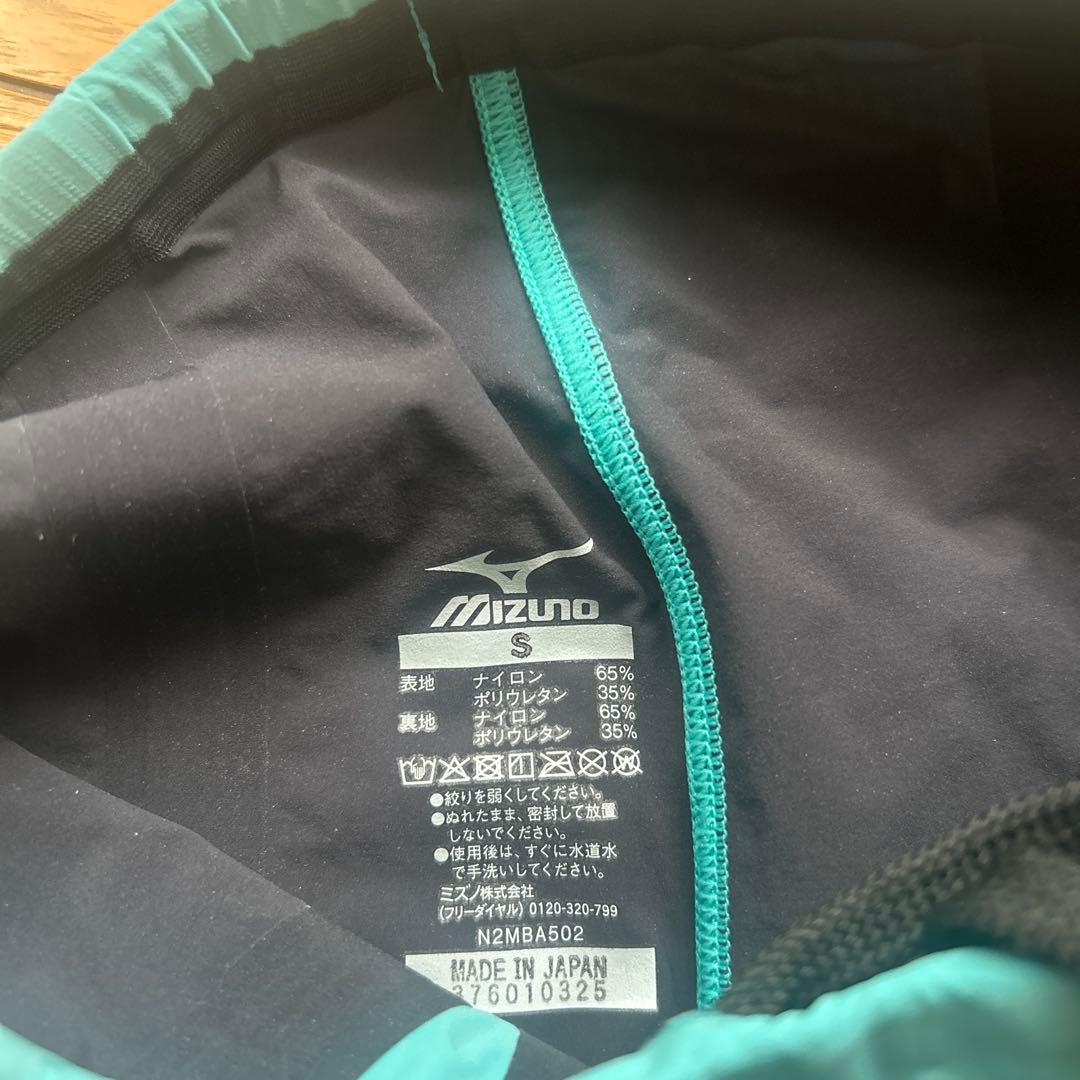 MIZUNO
S
表地 ナイロン 65%
ポリウレタン 35%
裏地 ナイロン 65%
ポリウレタン 35%
●絞りを弱くしてください。
●ぬれたまま、密封して放置
しないでください。
●使用後は、すぐに水道水
で手洗いしてください。
ミズノ株式会社
(フリーダイヤル) 0120-320-799
N2MBA502
MADE IN JAPAN
376010325